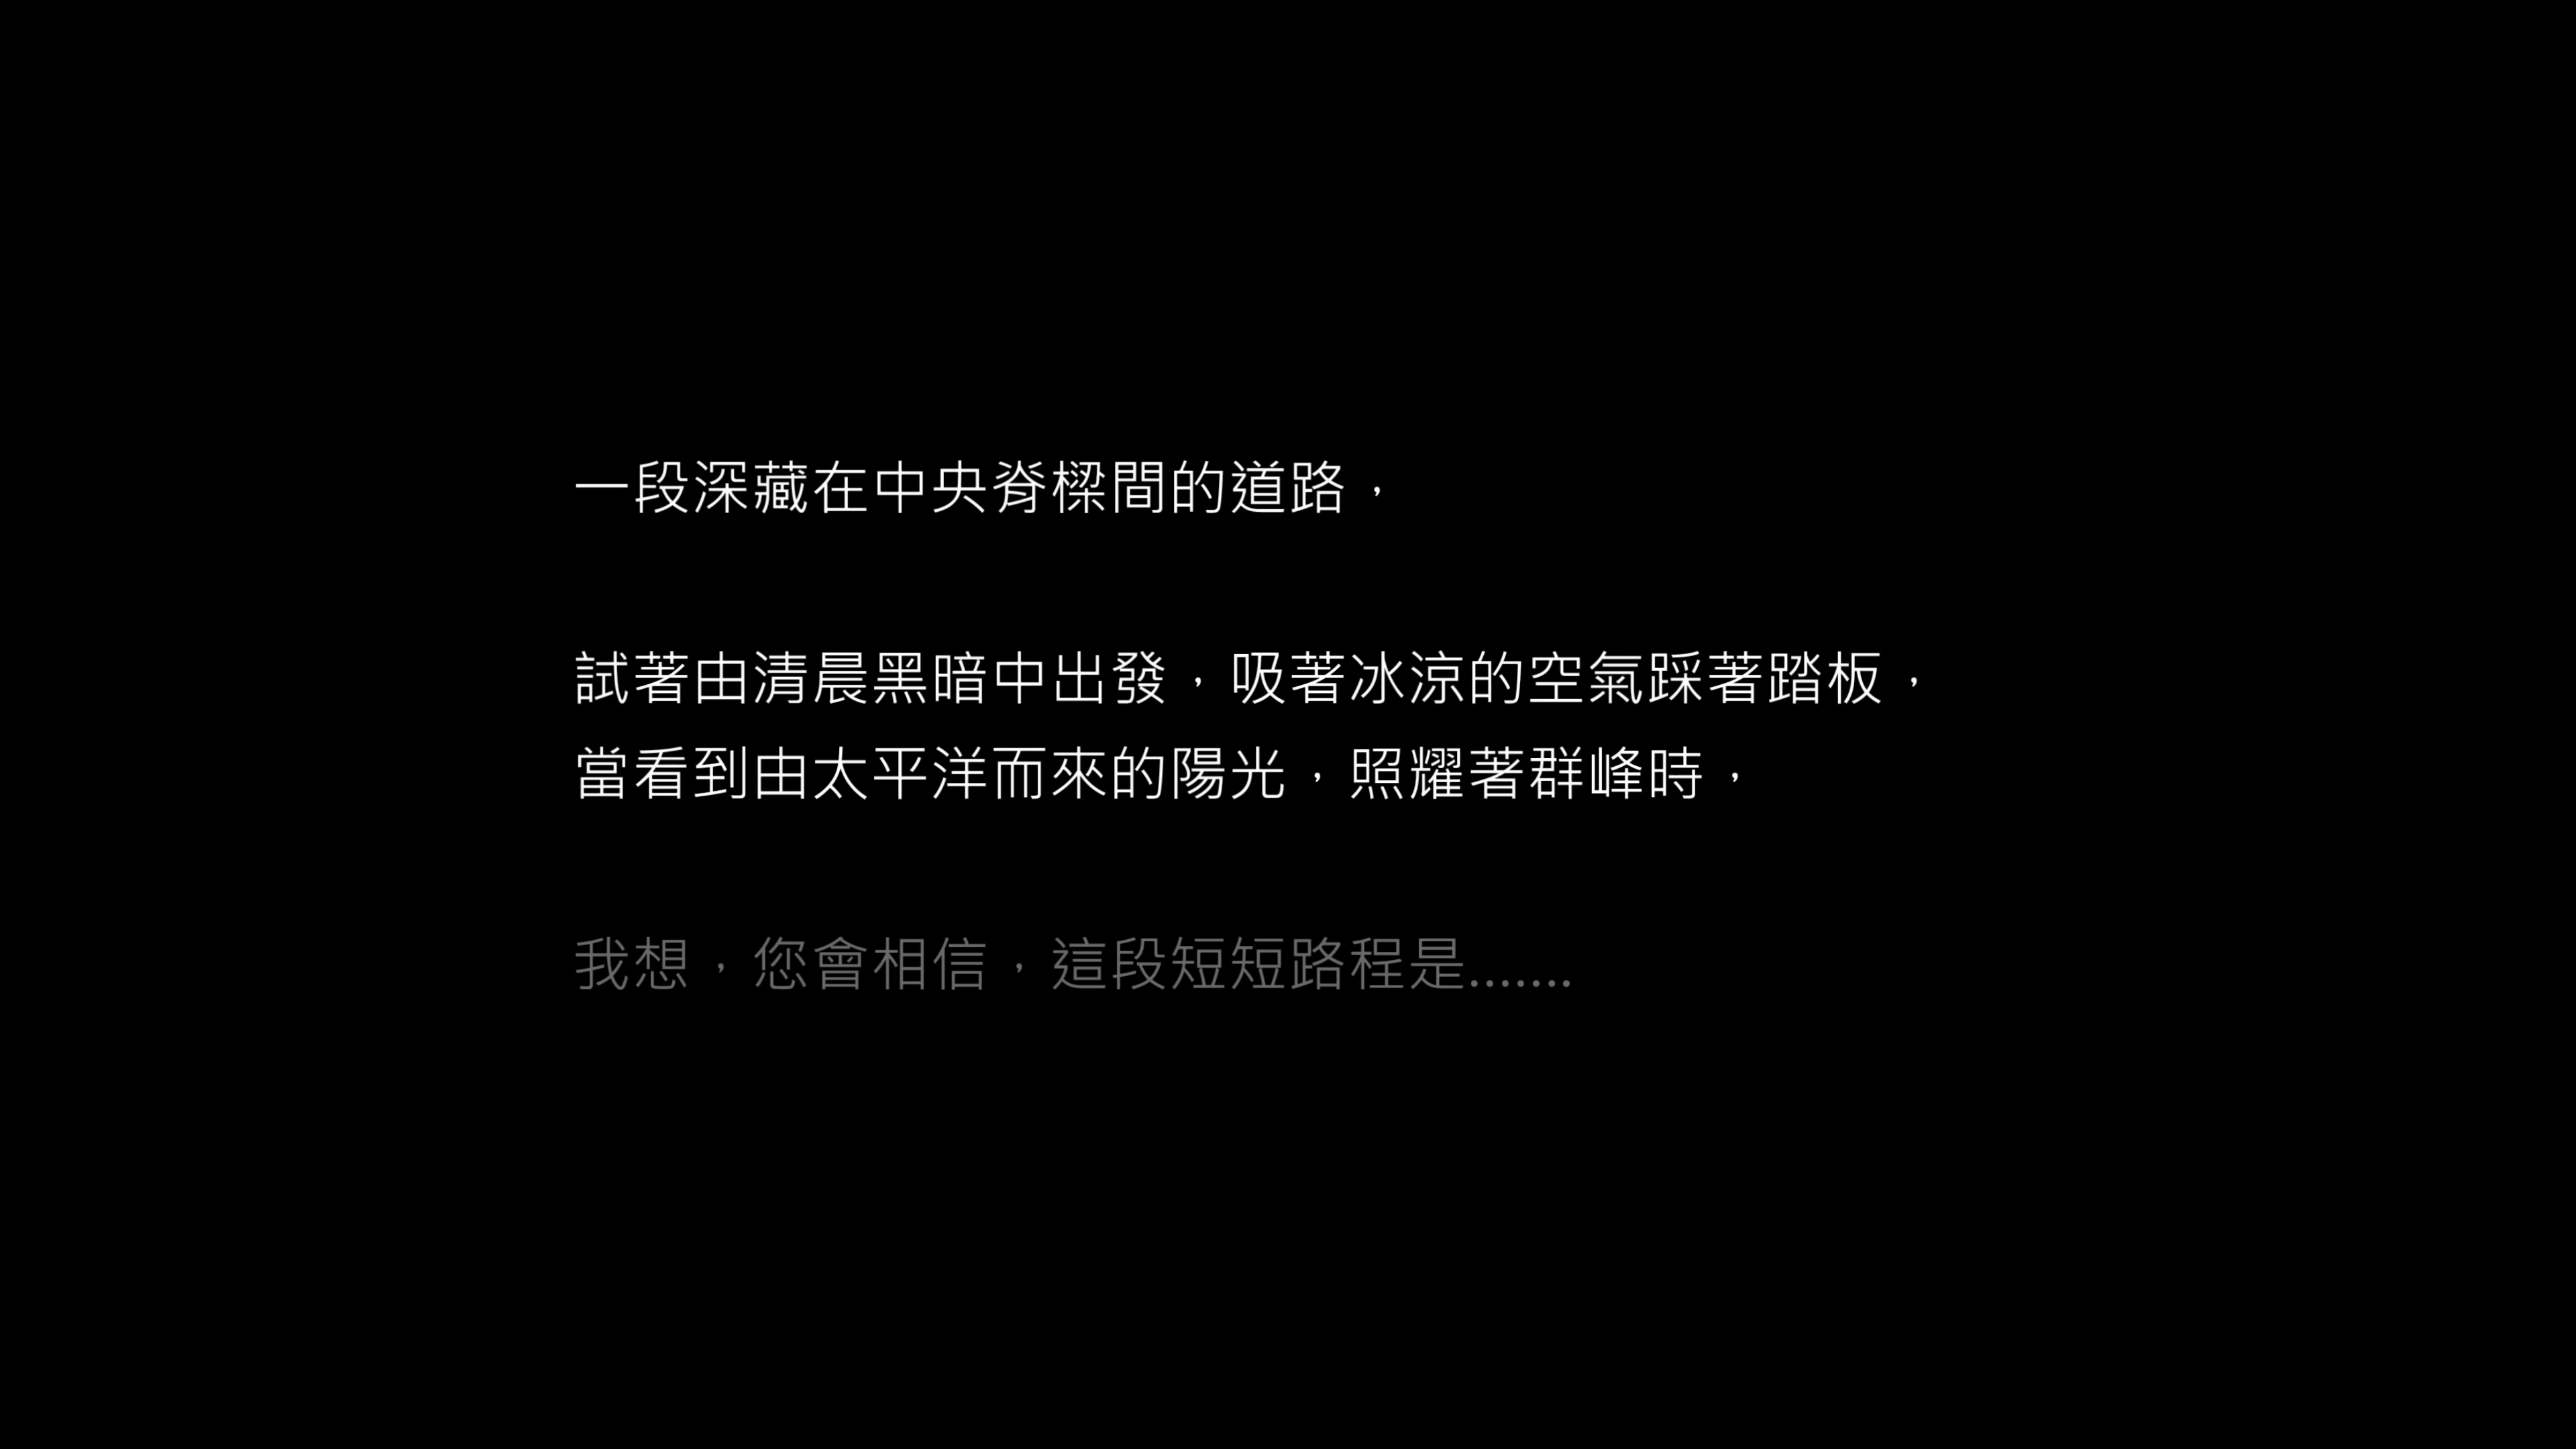 一段深藏在中央脊樑間的道路，
試著由清晨黑暗中出發，吸著冰涼的空氣踩著踏板，
當看到由太平洋而來的陽光，照耀著群峰時，
我想，您會相信，這段短短路程是.......